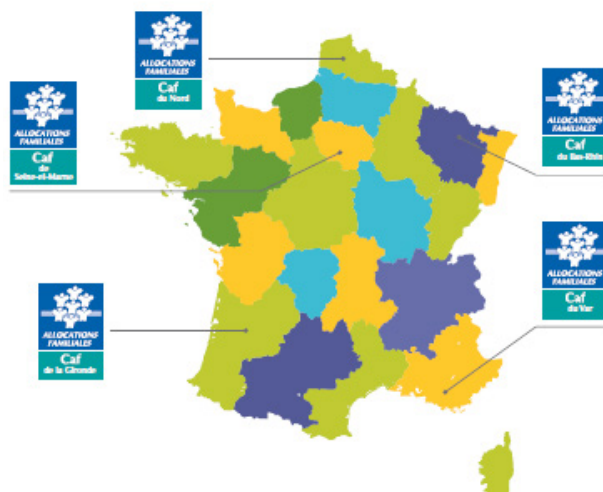 ALLOCATIONS
FAMILIALES
Caf
du Nord
ALLOCATIONS
FAMILIALES
Caf
de
Seine-et-Marne
ALLOCATIONS
FAMILIALES
Caf
du Bas-Rhin
ALLOCATIONS
FAMILIALES
Caf
du Var
ALLOCATIONS
FAMILIALES
Caf
de la Gironde